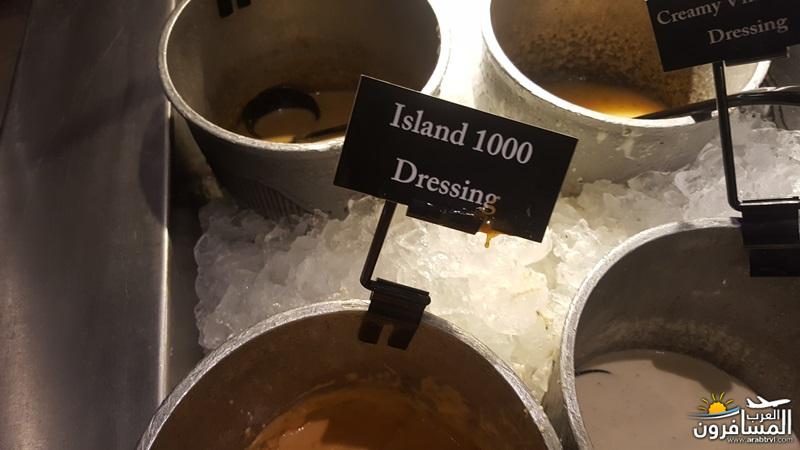 Creamy
Dressing
Island 1000
Dressing
العرب
المسافرون
www.arabtrvl.com